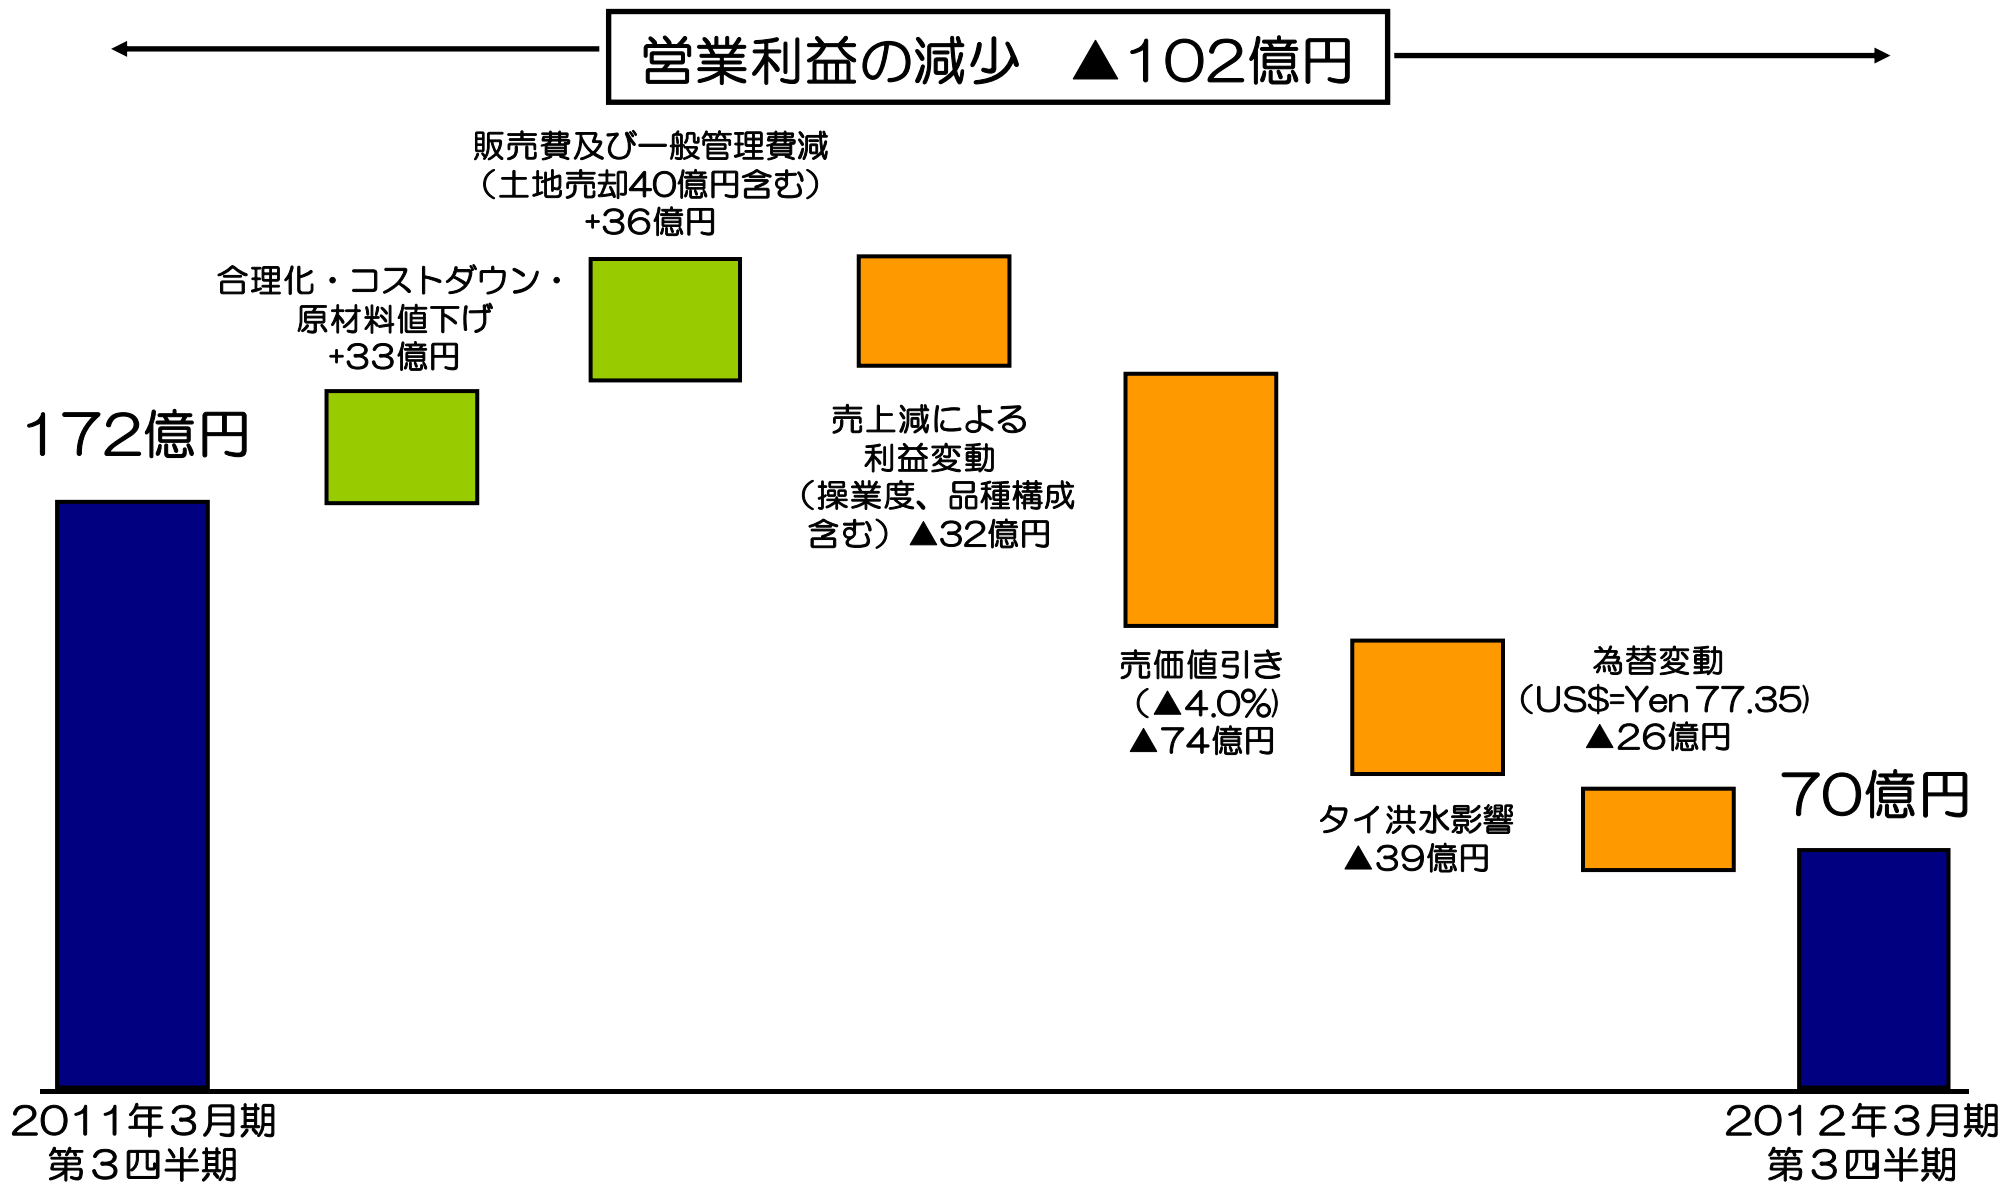 営業利益の減少　▲102億円
販売費及び一般管理費減
（土地売却40億円含む）
+36億円
合理化・コストダウン・
原材料値下げ
+33億円
172億円
売上減による
利益変動
（操業度、品種構成
含む）▲32億円
売価値引き
（▲4.0%)
▲74億円
為替変動
（US$=Yen 77.35)
▲26億円
タイ洪水影響
▲39億円
70億円
２０１１年３月期
第３四半期
２０１２年３月期
第３四半期